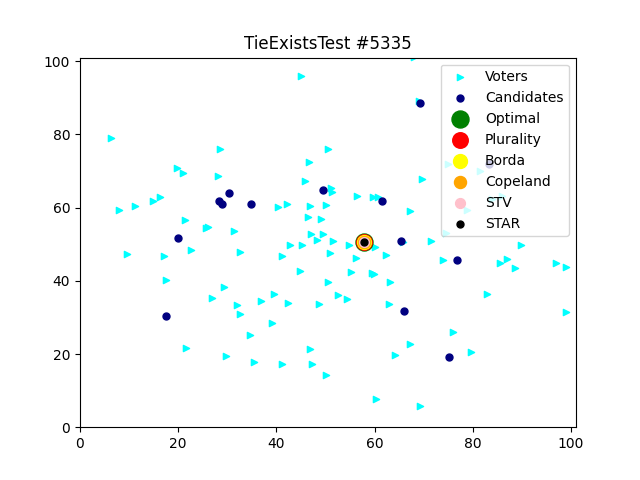 TieExistsTest #5335
100
80
60
40
20
0
Voters
Candidates
Optimal
Plurality
Borda
Copeland
STV
STAR
0 20 40 60 80 100